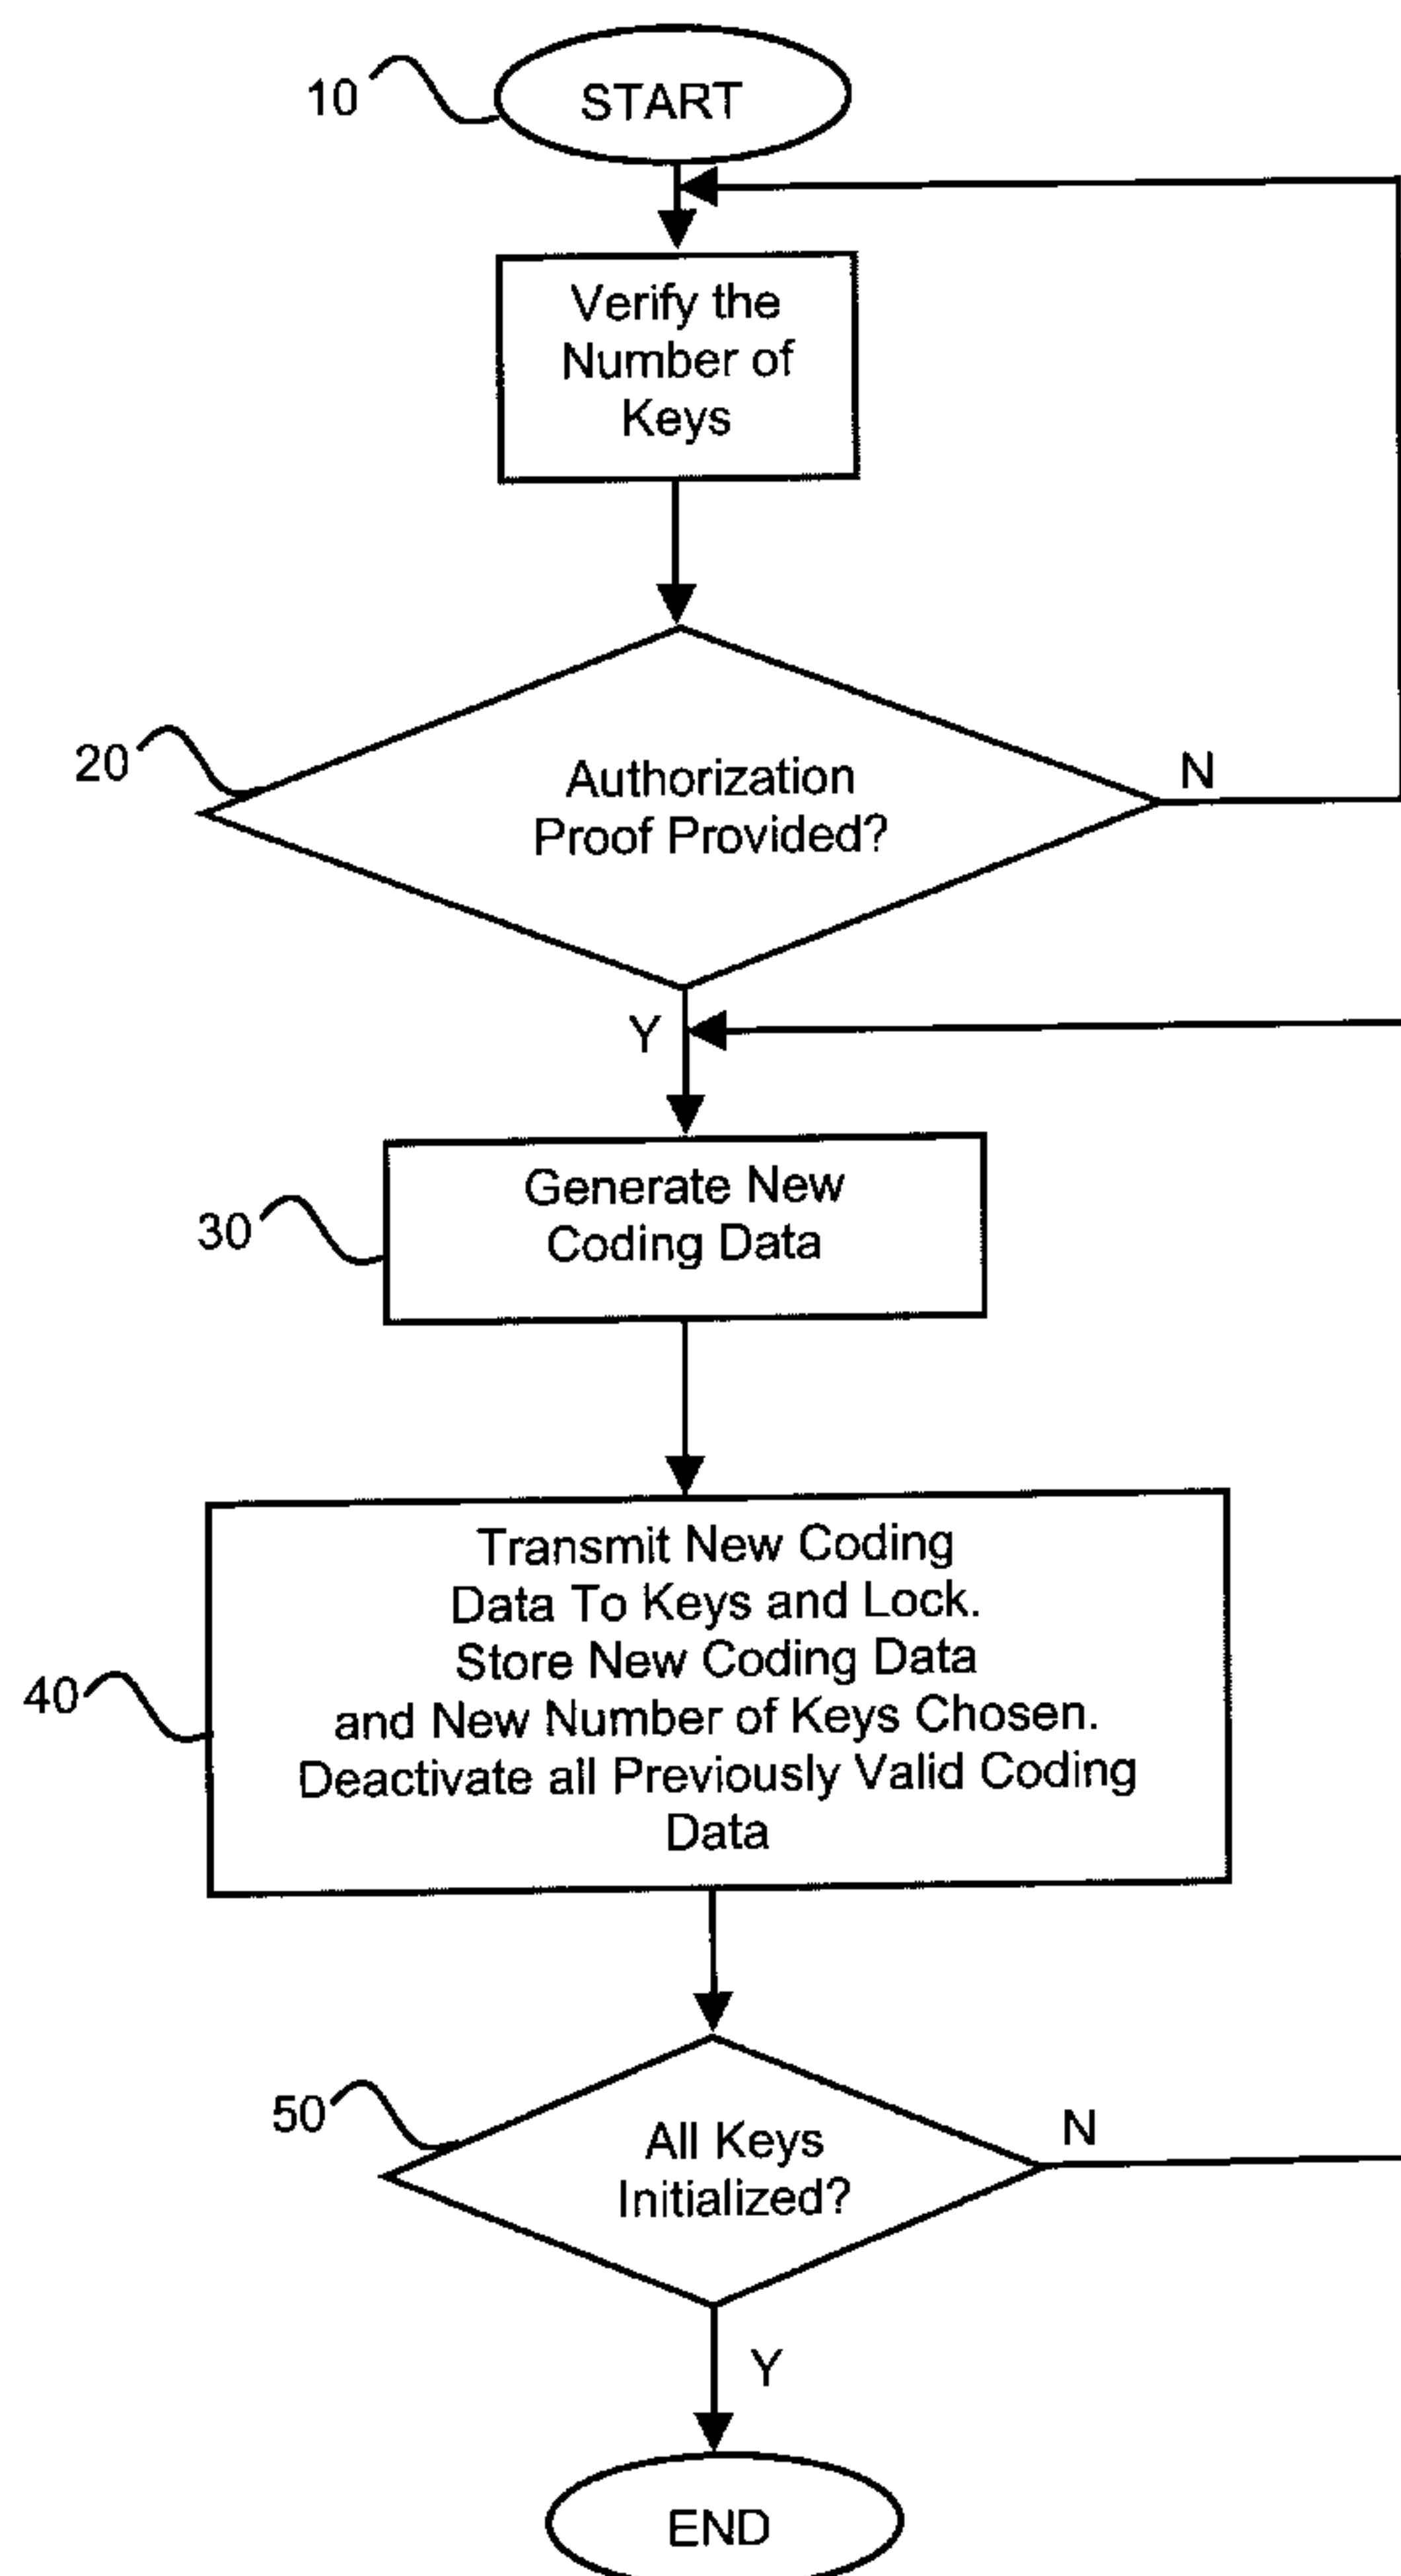 10
START
Verify the
Number of
Keys
20
Authorization
Proof Provided?
N
Y
30
Generate New
Coding Data
40
Transmit New Coding
Data To Keys and Lock.
Store New Coding Data
and New Number of Keys Chosen.
Deactivate all Previously Valid Coding
Data
50
All Keys
Initialized?
N
Y
END